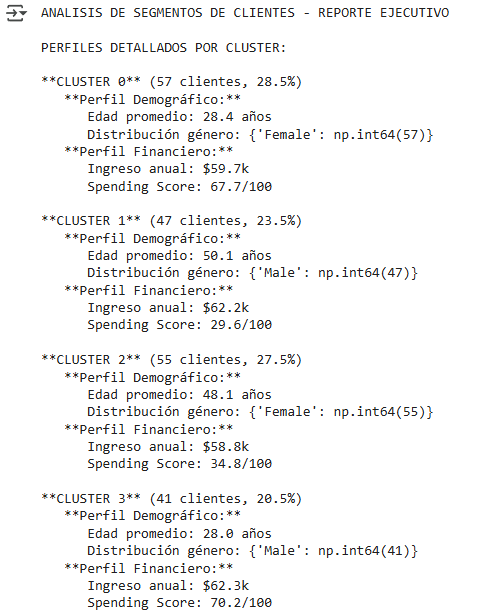 ANALISIS DE SEGMENTOS DE CLIENTES - REPORTE EJECUTIVO
PERFILES DETALLADOS POR CLUSTER:
**CLUSTER 0** (57 clientes, 28.5%)
**Perfil Demográfico:**
Edad promedio: 28.4 años
Distribución género: {'Female': np.int64(57)}
**Perfil Financiero:**
Ingreso anual: $59.7k
Spending Score: 67.7/100
**CLUSTER 1** (47 clientes, 23.5%)
**Perfil Demográfico:**
Edad promedio: 50.1 años
Distribución género: {'Male': np.int64(47)}
**Perfil Financiero:**
Ingreso anual: $62.2k
Spending Score: 29.6/100
**CLUSTER 2** (55 clientes, 27.5%)
**Perfil Demográfico:**
Edad promedio: 48.1 años
Distribución género: {'Female': np.int64(55)}
**Perfil Financiero:**
Ingreso anual: $58.8k
Spending Score: 34.8/100
**CLUSTER 3** (41 clientes, 20.5%)
**Perfil Demográfico:**
Edad promedio: 28.0 años
Distribución género: {'Male': np.int64(41)}
**Perfil Financiero:**
Ingreso anual: $62.3k
Spending Score: 70.2/100